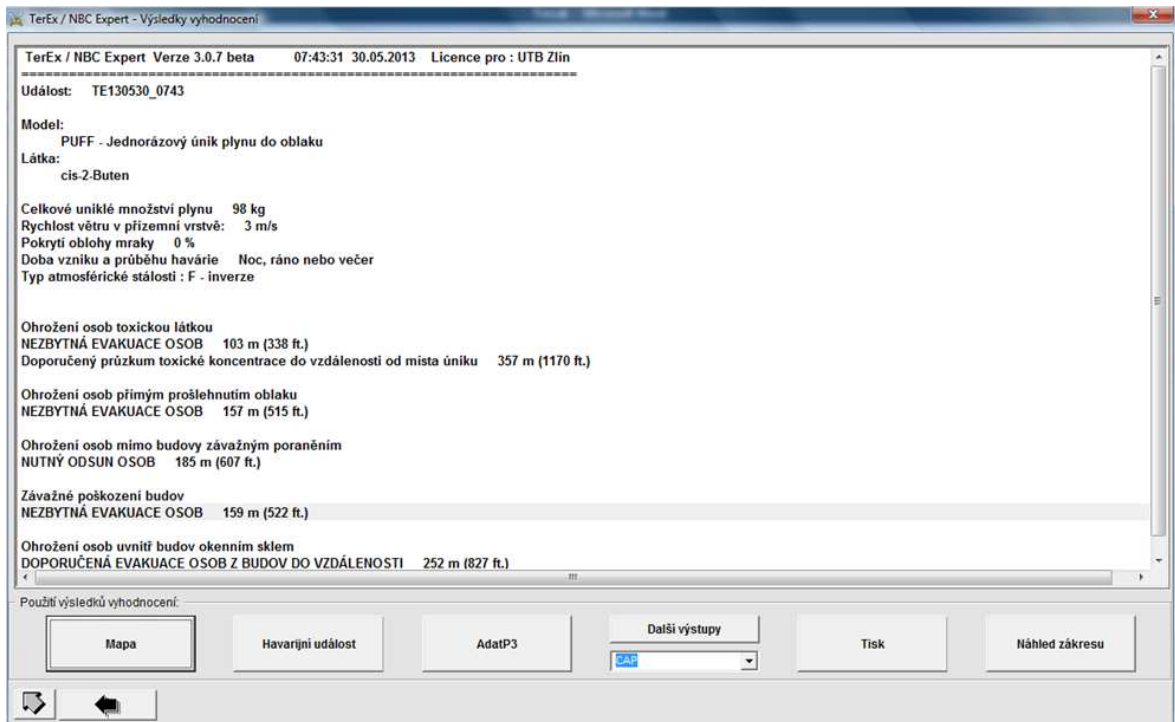 TerEx / NBC Expert - Výsledky vyhodnocení
TerEx / NBC Expert Verze 3.0.7 beta 07:43:31 30.05.2013 Licence pro : UTB Zlín
Událost: TE130530_0743
Model:
PUFF - Jednorázový únik plynu do oblaku
Látka:
cis-2-Buten
Celkové uniklé množství plynu 98 kg
Rychlost větru v přízemní vrstvě: 3 m/s
Pokrytí oblohy mraky 0 %
Doba vzniku a průběhu havárie Noc, ráno nebo večer
Typ atmosférické stálosti : F - inverze
Ohrožení osob toxickou látkou
NEZBYTNÁ EVAKUACE OSOB 103 m (338 ft.)
Doporučený průzkum toxické koncentrace do vzdálenosti od místa úniku 357 m (1170 ft.)
Ohrožení osob přímým prošlehnutím oblaku
NEZBYTNÁ EVAKUACE OSOB 157 m (515 ft.)
Ohrožení osob mimo budovy závažným poraněním
NUTNÝ ODSUN OSOB 185 m (607 ft.)
Závažné poškození budov
NEZBYTNÁ EVAKUACE OSOB 159 m (522 ft.)
Ohrožení osob uvnitř budov okenním sklem
DOPORUČENÁ EVAKUACE OSOB Z BUDOV DO VZDÁLENOSTI 252 m (827 ft.)
Použití výsledků vyhodnocení:
Mapa
Havarijní událost
AdatP3
Další výstupy
CAP
Tisk
Náhled zákresu